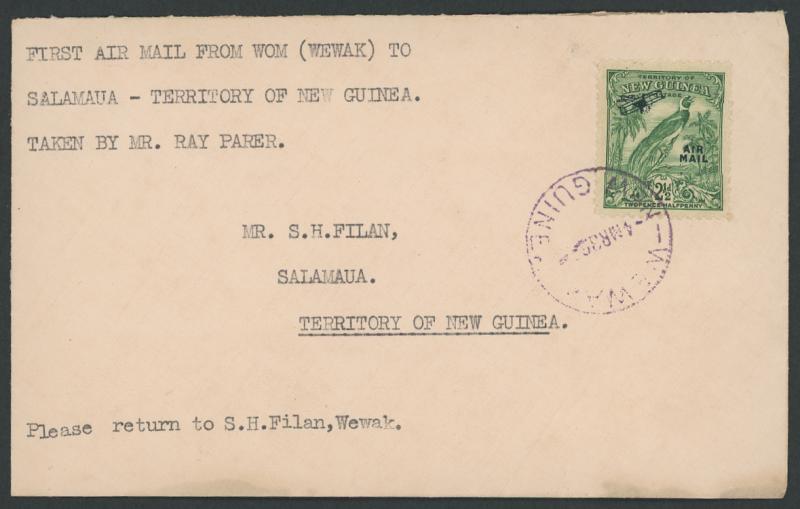 FIRST AIR MAIL FROM WOM (WEWAK) TO
SALAMAUA - TERRITORY OF NEW GUINEA.
TAKEN BY MR. RAY PARER.
TERRITORY OF
NEW GUINEA
AIR
MAIL
2½d
TWOPENCE HALFPENNY
MR. S.H.FILAN,
SALAMAUA.
TERRITORY OF NEW GUINEA.
Please return to S.H.Filan,Wewak.